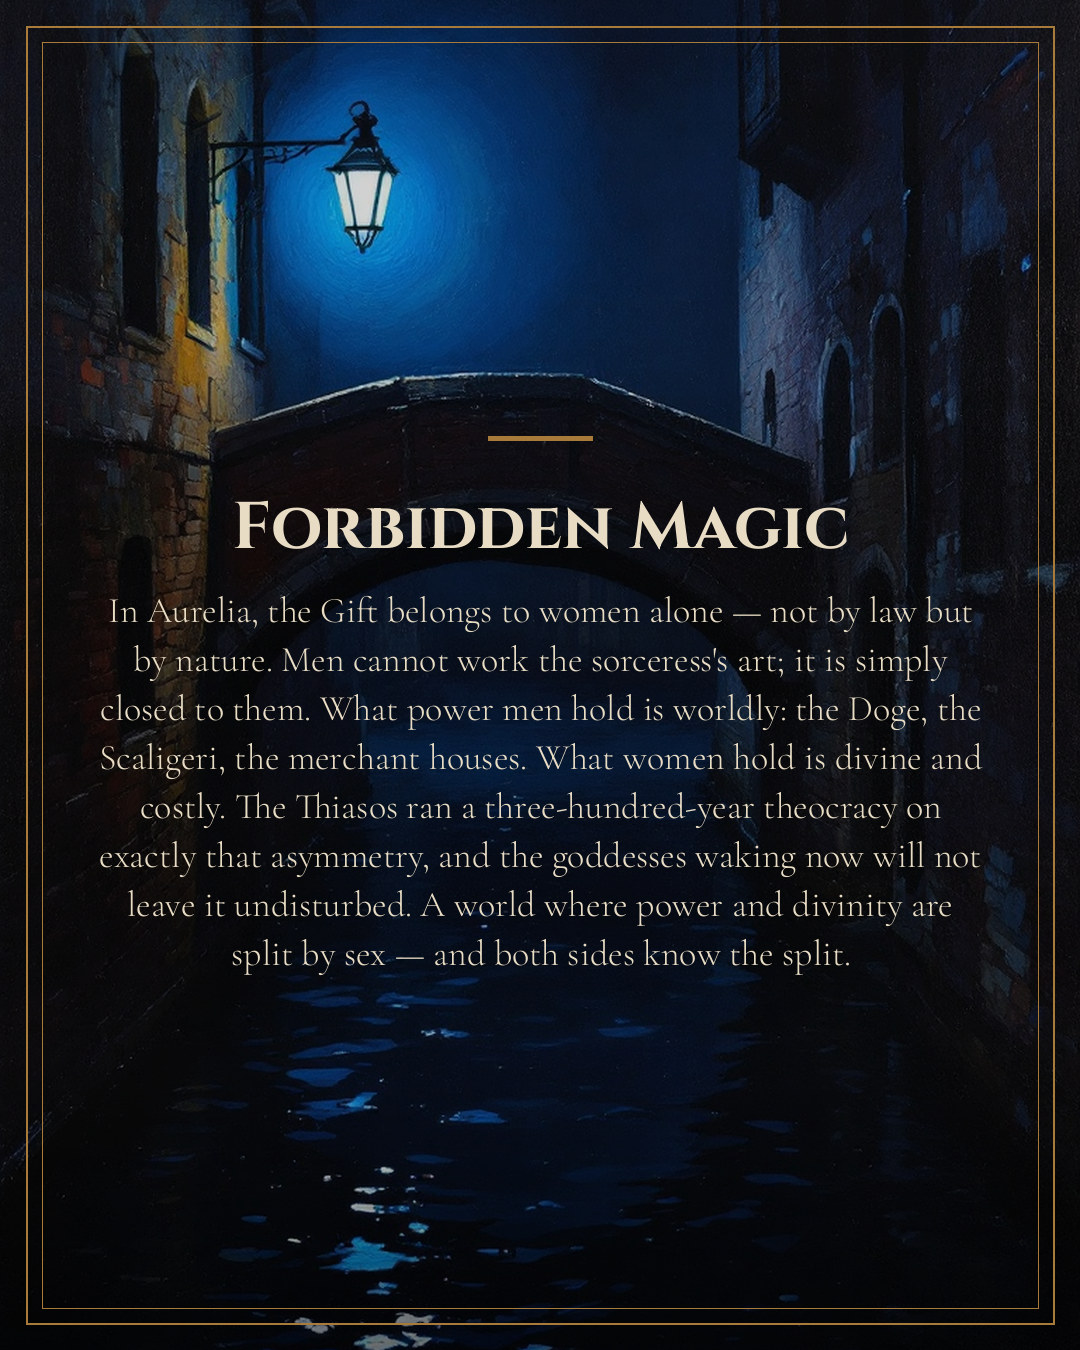 Forbidden Magic
In Aurelia, the Gift belongs to women alone — not by law but
by nature. Men cannot work the sorceress's art; it is simply
closed to them. What power men hold is worldly: the Doge, the
Scaligeri, the merchant houses. What women hold is divine and
costly. The Thiasos ran a three-hundred-year theocracy on
exactly that asymmetry, and the goddesses waking now will not
leave it undisturbed. A world where power and divinity are
split by sex — and both sides know the split.